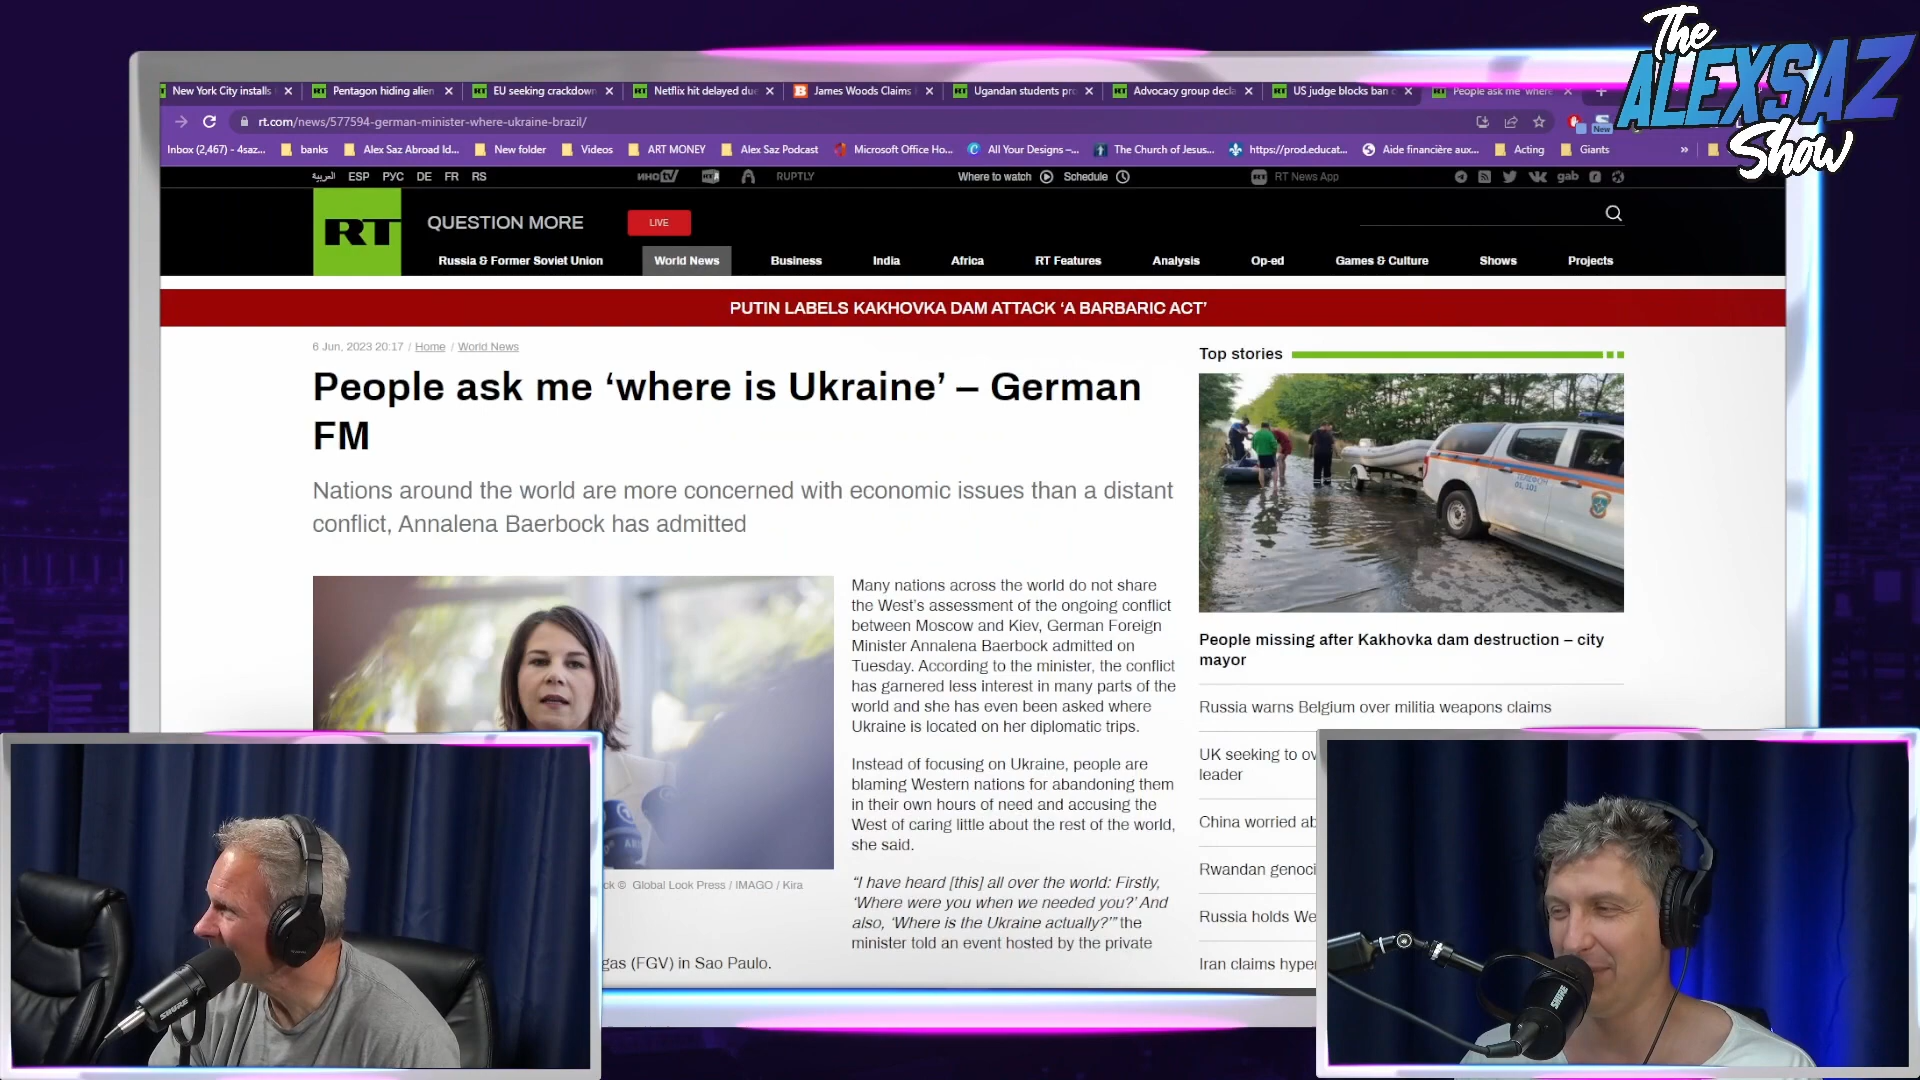 The
ALEXSAZ
Show
New York City installs
Pentagon hiding alien
EU seeking crackdown
Netflix hit delayed due
James Woods Claims
Ugandan students pro
Advocacy group decla
US judge blocks ban o
People ask me 'where
rt.com/news/577594-german-minister-where-ukraine-brazil/
New
Inbox (2,467) - 4saz...
banks
Alex Saz Abroad Id...
New folder
Videos
ART MONEY
Alex Saz Podcast
Microsoft Office Ho...
All Your Designs –...
The Church of Jesus...
https://prod.educat...
Aide financière aux...
Acting
Giants
»
العربية ESP РУС DE FR RS
ИНОTV
RUPTLY
Where to watch
Schedule
RT News App
gab
RT
QUESTION MORE
LIVE
Russia & Former Soviet Union
World News
Business
India
Africa
RT Features
Analysis
Op-ed
Games & Culture
Shows
Projects
PUTIN LABELS KAKHOVKA DAM ATTACK ‘A BARBARIC ACT’
6 Jun, 2023 20:17 / Home / World News
People ask me ‘where is Ukraine’ – German
FM
Nations around the world are more concerned with economic issues than a distant
conflict, Annalena Baerbock has admitted
Many nations across the world do not share
the West's assessment of the ongoing conflict
between Moscow and Kiev, German Foreign
Minister Annalena Baerbock admitted on
Tuesday. According to the minister, the conflict
has garnered less interest in many parts of the
world and she has even been asked where
Ukraine is located on her diplomatic trips.
Instead of focusing on Ukraine, people are
blaming Western nations for abandoning them
in their own hours of need and accusing the
West of caring little about the rest of the world,
she said.
“I have heard [this] all over the world: Firstly,
‘Where were you when we needed you?’ And
also, ‘Where is the Ukraine actually?’” the
minister told an event hosted by the private
ck © Global Look Press / IMAGO / Kira
gas (FGV) in Sao Paulo.
Top stories
People missing after Kakhovka dam destruction – city
mayor
Russia warns Belgium over militia weapons claims
UK seeking to ov
leader
China worried ab
Rwandan genoci
Russia holds We
Iran claims hyper
SHURE
SHURE